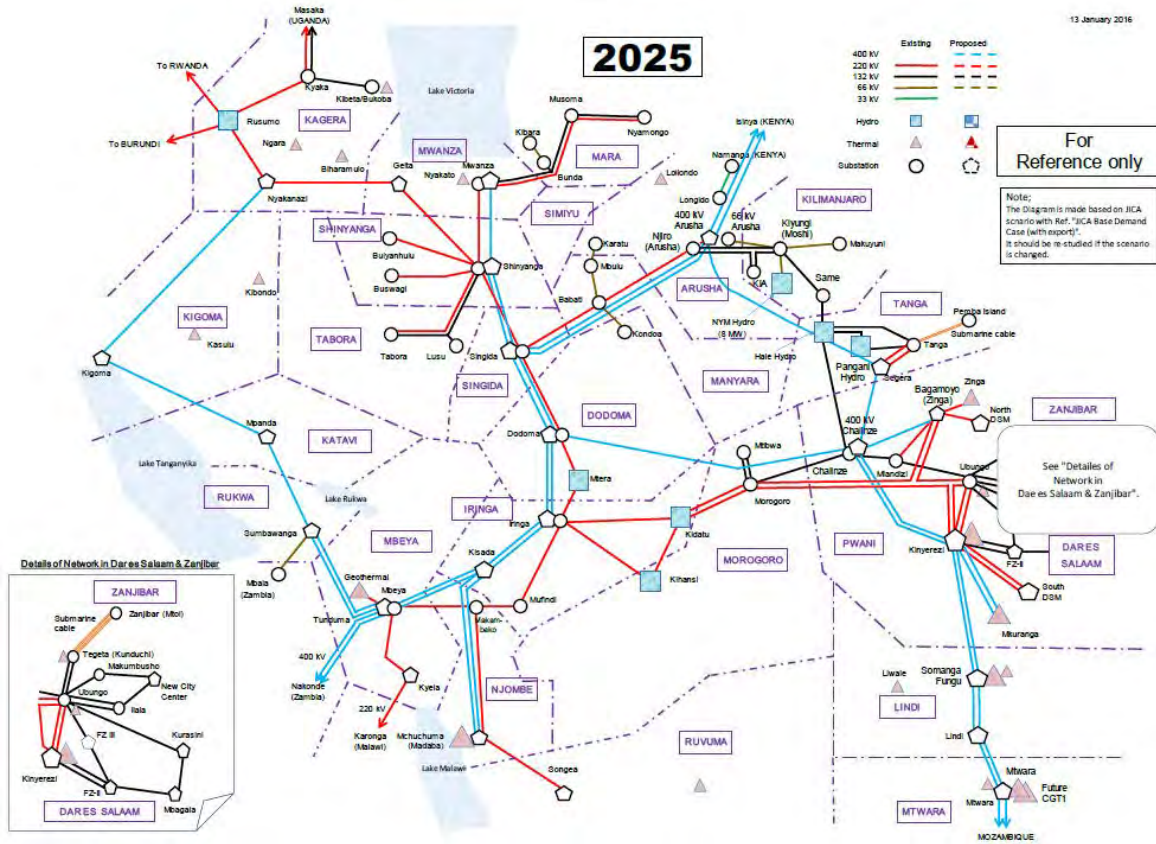 13 January 2016
2025
Existing
Proposed
400 kV
220 kV
132 kV
66 kV
33 kV
Hydro
Thermal
Substation
For
Reference only
Note;
The Diagram is made based on JICA
scnario with Ref. "JICA Base Demand
Case (with export)".
It should be re-studied if the scenario
is changed.
Masaka
(UGANDA)
To RWANDA
Kyaka
Kibeta/Bukoba
Lake Victoria
Rusumo
KAGERA
To BURUNDI
Ngara
Biharamulo
Nyakanazi
Geita
MWANZA
Nyakato
Mwanza
Musoma
Kibara
Nyamongo
Bunda
MARA
Loliondo
SIMIYU
Isinya (KENYA)
Namanga (KENYA)
Longido
KILIMANJARO
400 kV
Arusha
66 kV
Arusha
Kiyungi
(Moshi)
Makuyuni
Njiro
(Arusha)
KIA
Same
SHINYANGA
Bulyanhulu
Buswagi
Shinyanga
Karatu
Mbulu
Babati
Kondoa
ARUSHA
NYM Hydro
(8 MW)
TANGA
Pemba Island
Submarine cable
Tanga
Hale Hydro
Pangani
Hydro
Segera
Kibondo
KIGOMA
Kasulu
Kigoma
TABORA
Tabora
Lusu
Singida
SINGIDA
MANYARA
DODOMA
Dodoma
Bagamoyo
(Zinga)
Zinga
North
DSM
ZANJIBAR
400 kV
Chalinze
Chalinze
Mlandizi
Ubungo
See "Detailes of
Network in
Dar es Salaam & Zanjibar".
Mpanda
KATAVI
Lake Tanganyika
RUKWA
Lake Rukwa
Mtera
Mtibwa
Morogoro
Sumbawanga
IRINGA
Iringa
Kidatu
MBEYA
Kisada
Kihansi
MOROGORO
PWANI
Kinyerezi
FZ-II
DAR ES
SALAAM
South
DSM
Mkuranga
Mbala
(Zambia)
Geothermal
Mbeya
Tunduma
Makam-
beko
Mufindi
400 kV
Nakonde
(Zambia)
Kyela
220 kV
Karonga
(Malawi)
NJOMBE
Mchuchuma
(Madaba)
Lake Malawi
Songea
RUVUMA
Liwale
Somanga
Fungu
LINDI
Lindi
Mtwara
Mtwara
Future
CGT1
MTWARA
MOZAMBIQUE
Details of Network in Dar es Salaam & Zanjibar
ZANJIBAR
Submarine
cable
Zanjibar (Mtoi)
Tegeta (Kunduchi)
Makumbusho
New City
Center
Ubungo
Ilala
FZ III
Kurasini
Kinyerezi
FZ-II
Mbagala
DAR ES SALAAM